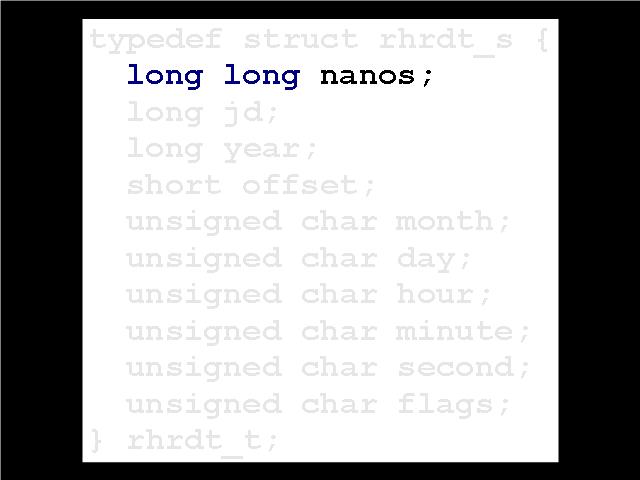 typedef struct rhrdt_s {
  long long nanos;
  long jd;
  long year;
  short offset;
  unsigned char month;
  unsigned char day;
  unsigned char hour;
  unsigned char minute;
  unsigned char second;
  unsigned char flags;
} rhrdt_t;